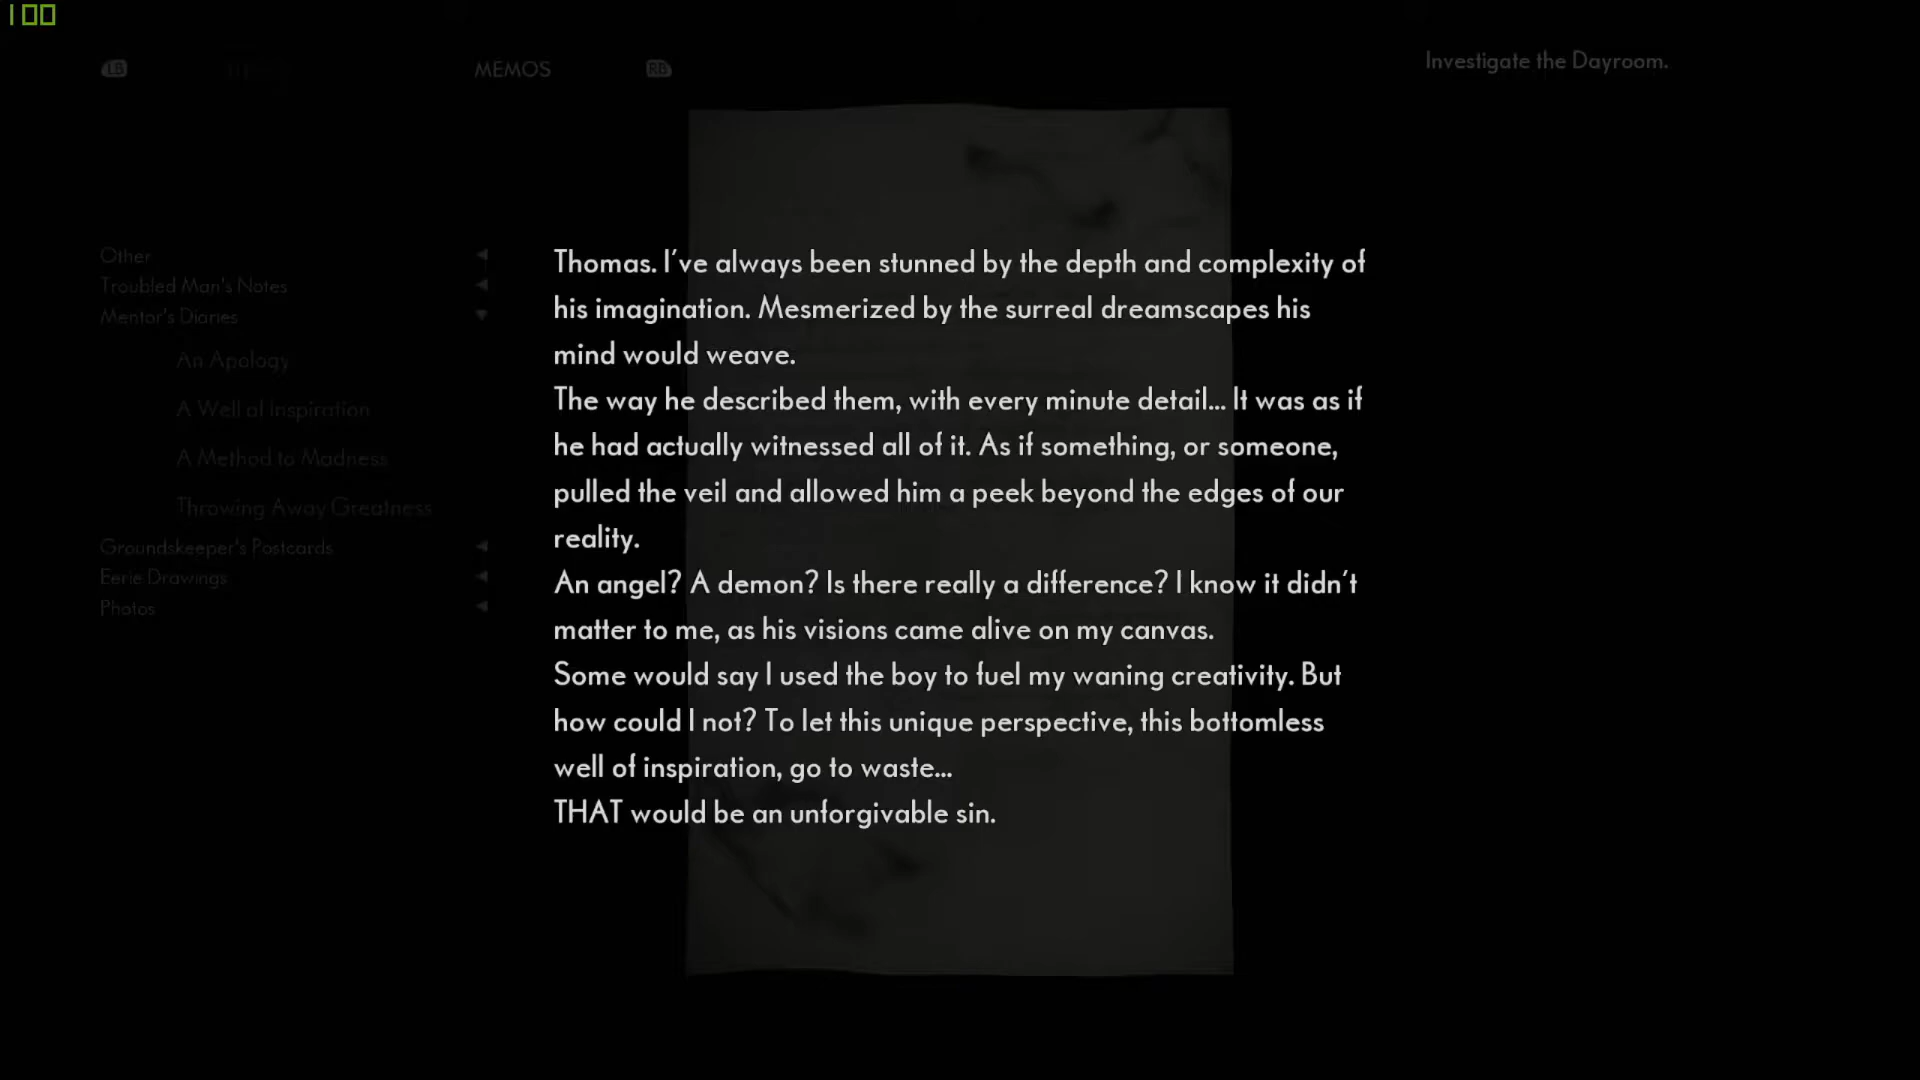 100
LB
MEMOS
RB
Investigate the Dayroom.
Other
Troubled Man's Notes
Mentor's Diaries
An Apology
A Well of Inspiration
A Method to Madness
Throwing Away Greatness
Groundskeeper's Postcards
Eerie Drawings
Photos
Thomas. I've always been stunned by the depth and complexity of
his imagination. Mesmerized by the surreal dreamscapes his
mind would weave.
The way he described them, with every minute detail... It was as if
he had actually witnessed all of it. As if something, or someone,
pulled the veil and allowed him a peek beyond the edges of our
reality.
An angel? A demon? Is there really a difference? I know it didn't
matter to me, as his visions came alive on my canvas.
Some would say I used the boy to fuel my waning creativity. But
how could I not? To let this unique perspective, this bottomless
well of inspiration, go to waste...
THAT would be an unforgivable sin.